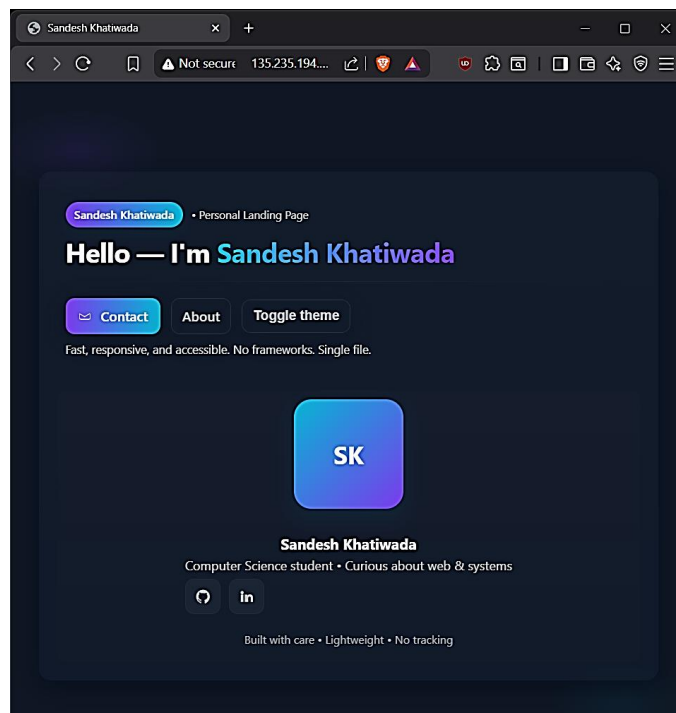 Sandesh Khatiwada
Not secure 135.235.194....
Sandesh Khatiwada • Personal Landing Page
Hello — I'm Sandesh Khatiwada
Contact About Toggle theme
Fast, responsive, and accessible. No frameworks. Single file.
SK
Sandesh Khatiwada
Computer Science student • Curious about web & systems
in
Built with care • Lightweight • No tracking